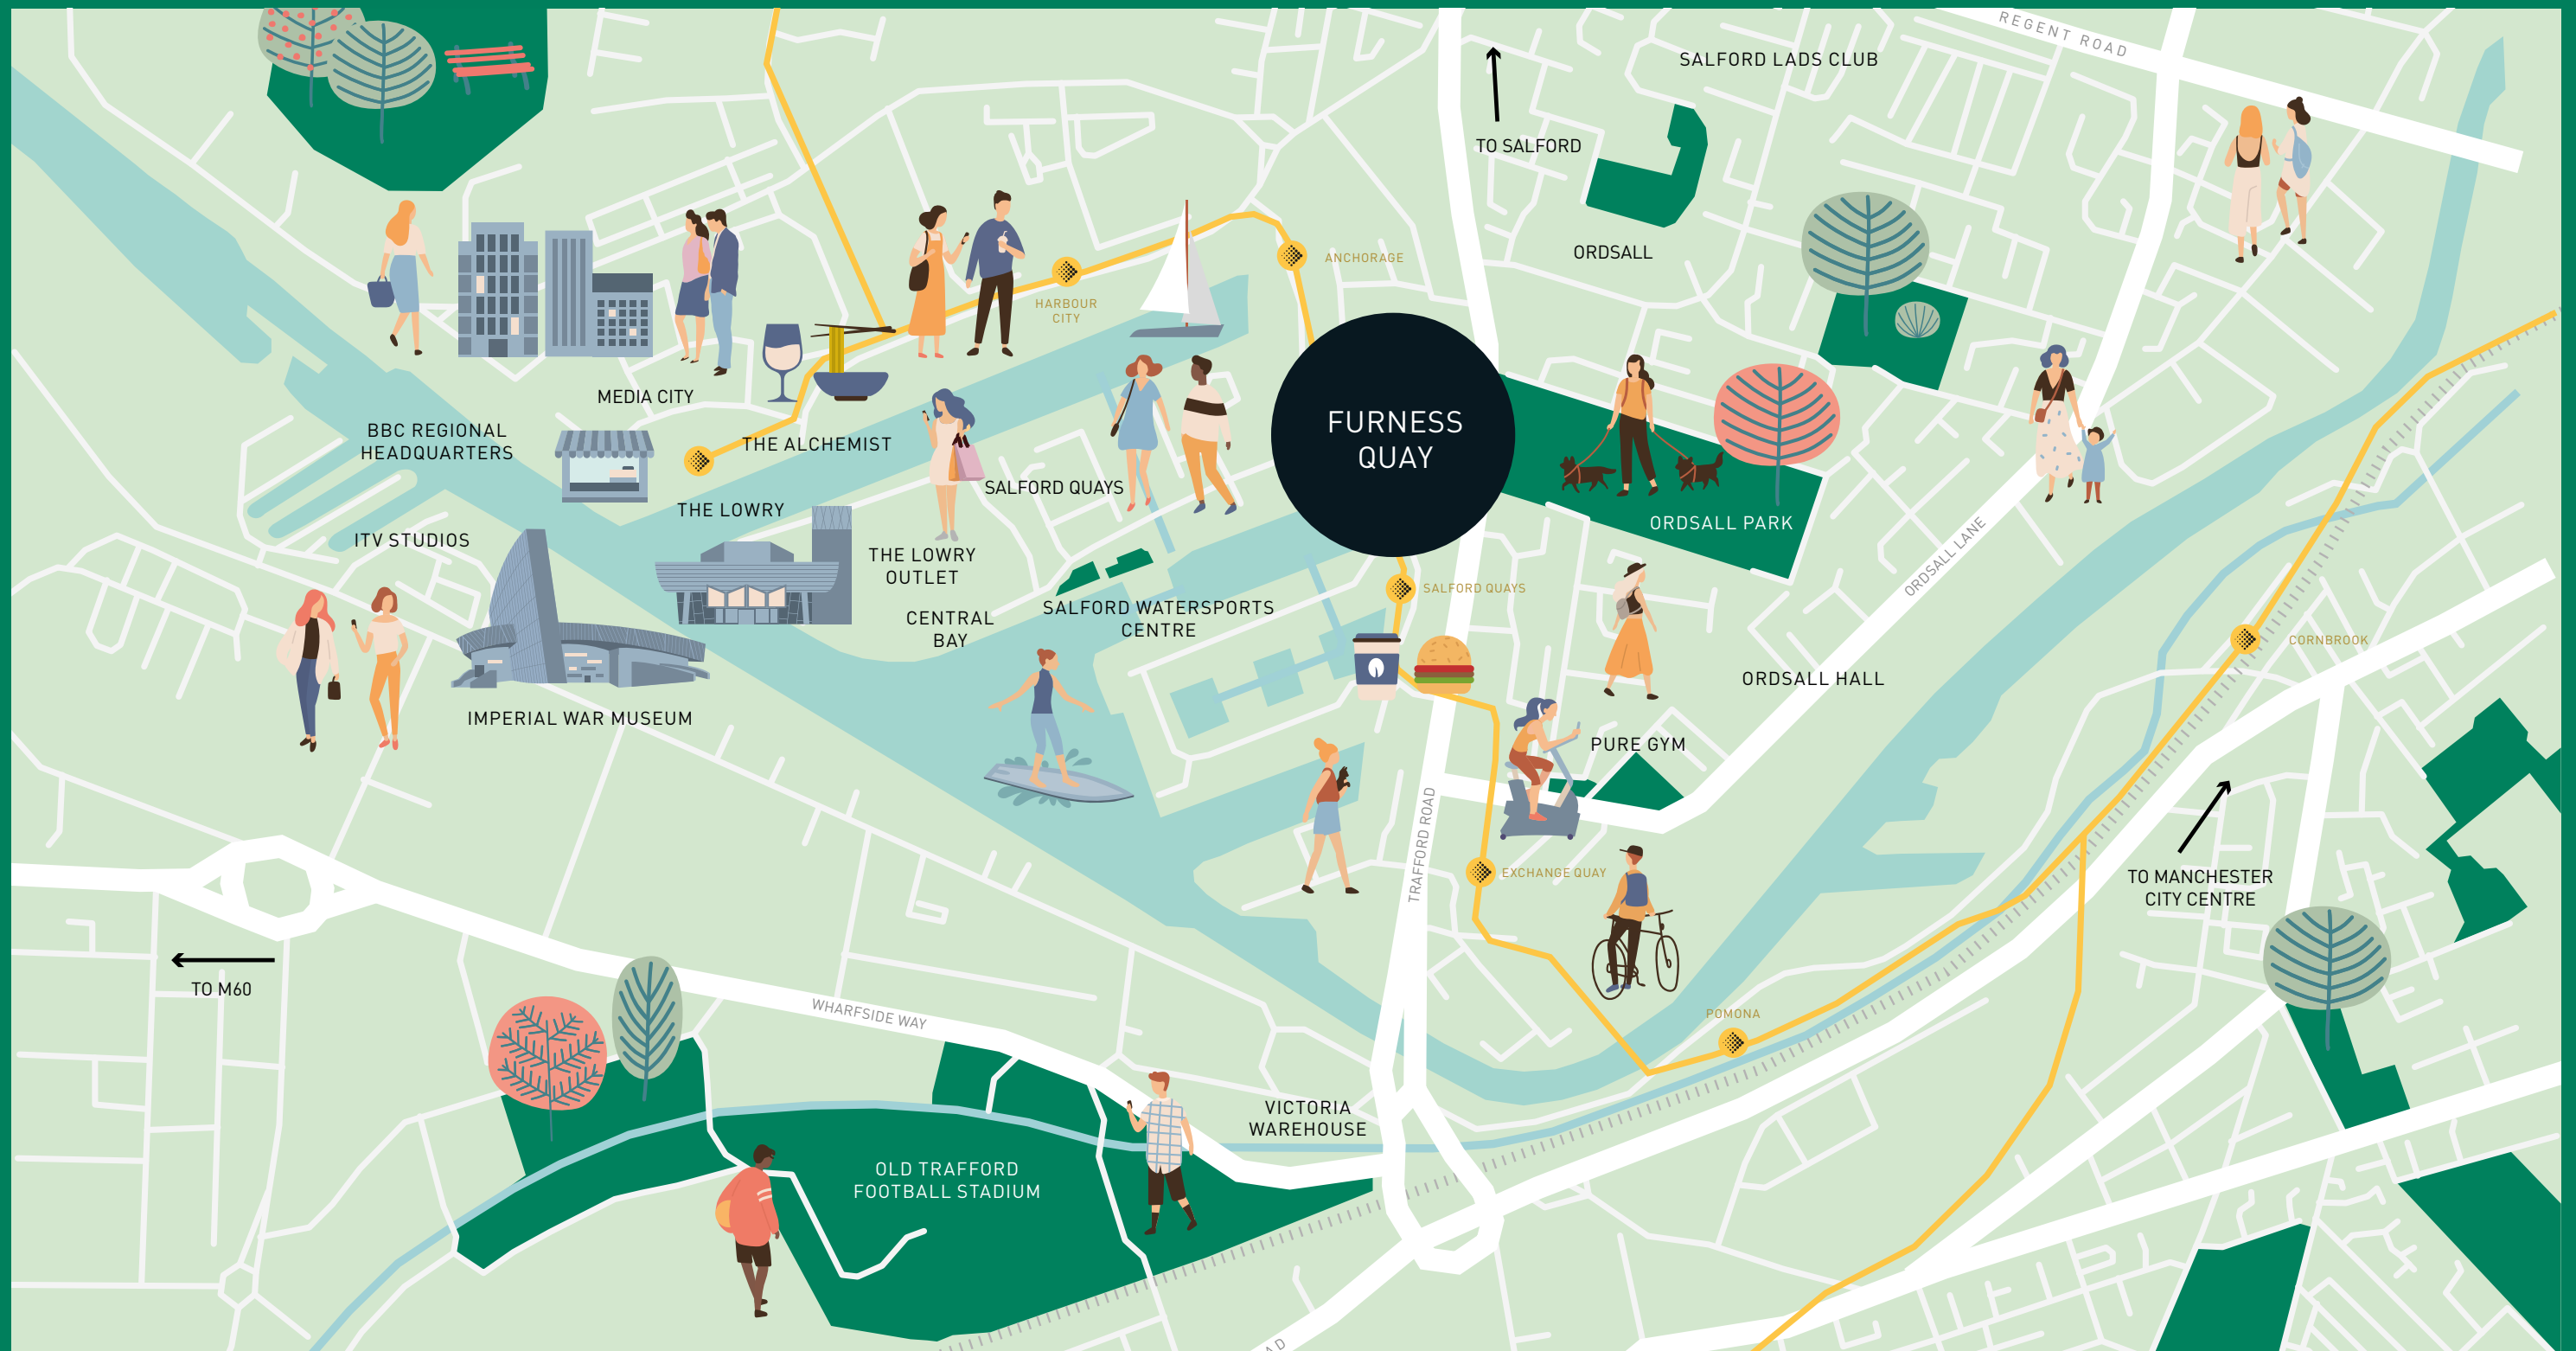 REGENT ROAD
SALFORD LADS CLUB
TO SALFORD
ORDSALL
ANCHORAGE
HARBOUR
CITY
MEDIA CITY
FURNESS
QUAY
BBC REGIONAL
HEADQUARTERS
THE ALCHEMIST
SALFORD QUAYS
THE LOWRY
ORDSALL PARK
ITV STUDIOS
THE LOWRY
OUTLET
ORDSALL LANE
SALFORD QUAYS
CENTRAL
BAY
SALFORD WATERSPORTS
CENTRE
CORNBROOK
ORDSALL HALL
IMPERIAL WAR MUSEUM
PURE GYM
TRAFFORD ROAD
EXCHANGE QUAY
TO MANCHESTER
CITY CENTRE
TO M60
WHARFSIDE WAY
POMONA
VICTORIA
WAREHOUSE
OLD TRAFFORD
FOOTBALL STADIUM